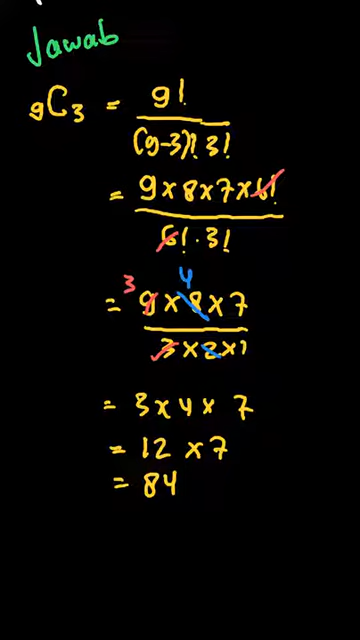 Jawab
9C3 = 9! / (9-3)! 3!
= 9 x 8 x 7 x 6! / 6! . 3!
3 4
= 9 x 8 x 7 / 3 x 2 x 1
= 3 x 4 x 7
= 12 x 7
= 84